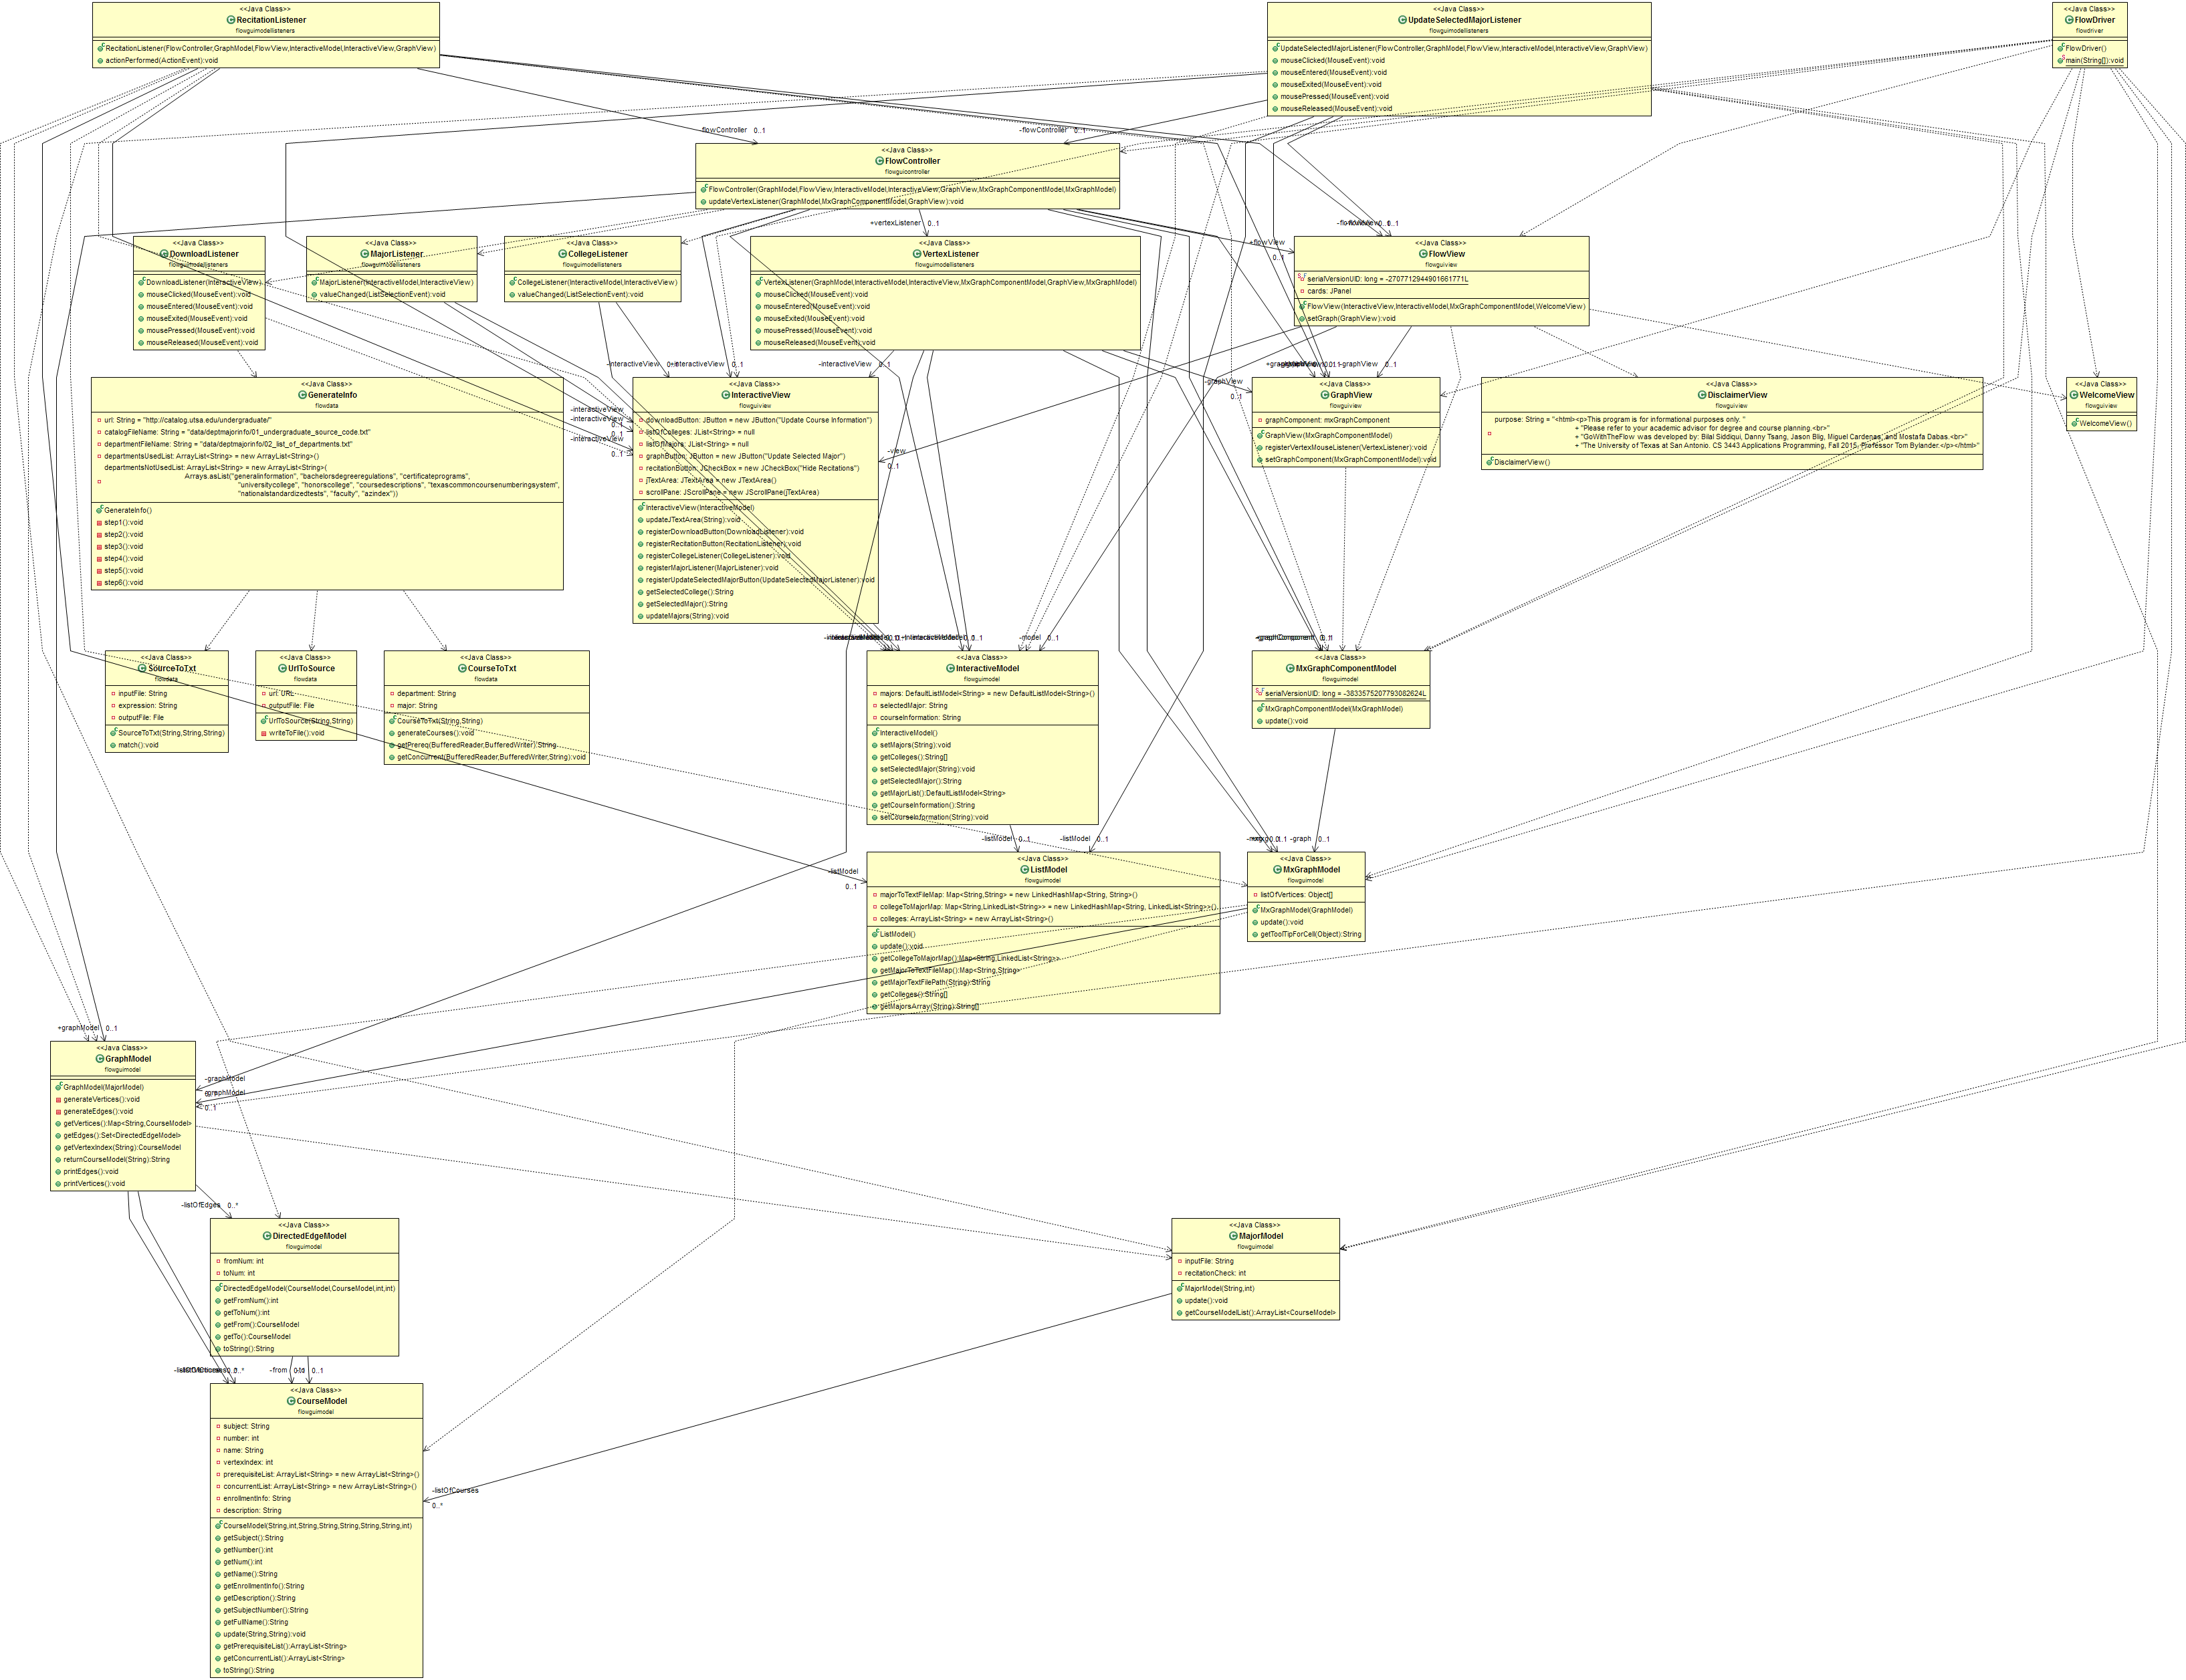 <<Java Class>>
RecitationListener
flowguimodellisteners
RecitationListener(FlowController,GraphModel,FlowView,InteractiveModel,InteractiveView,GraphView)
actionPerformed(ActionEvent):void
<<Java Class>>
UpdateSelectedMajorListener
flowguimodellisteners
UpdateSelectedMajorListener(FlowController,GraphModel,FlowView,InteractiveModel,InteractiveView,GraphView)
mouseClicked(MouseEvent):void
mouseEntered(MouseEvent):void
mouseExited(MouseEvent):void
mousePressed(MouseEvent):void
mouseReleased(MouseEvent):void
<<Java Class>>
FlowDriver
flowdriver
FlowDriver()
main(String[]):void
-flowController 0..1
-flowController 0..1
<<Java Class>>
FlowController
flowguicontroller
FlowController(GraphModel,FlowView,InteractiveModel,InteractiveView,GraphView,MxGraphComponentModel,MxGraphModel)
updateVertexListener(GraphModel,MxGraphComponentModel,GraphView):void
+vertexListener 0..1
+flowView
0..1
<<Java Class>>
DownloadListener
flowguimodellisteners
DownloadListener(InteractiveView)
mouseClicked(MouseEvent):void
mouseEntered(MouseEvent):void
mouseExited(MouseEvent):void
mousePressed(MouseEvent):void
mouseReleased(MouseEvent):void
<<Java Class>>
MajorListener
flowguimodellisteners
MajorListener(InteractiveModel,InteractiveView)
valueChanged(ListSelectionEvent):void
<<Java Class>>
CollegeListener
flowguimodellisteners
CollegeListener(InteractiveModel,InteractiveView)
valueChanged(ListSelectionEvent):void
<<Java Class>>
VertexListener
flowguimodellisteners
VertexListener(GraphModel,InteractiveModel,InteractiveView,MxGraphComponentModel,GraphView,MxGraphModel)
mouseClicked(MouseEvent):void
mouseEntered(MouseEvent):void
mouseExited(MouseEvent):void
mousePressed(MouseEvent):void
mouseReleased(MouseEvent):void
<<Java Class>>
FlowView
flowguiview
serialVersionUID: long = -2707712944901661771L
cards: JPanel
FlowView(InteractiveView,InteractiveModel,MxGraphComponentModel,WelcomeView)
setGraph(GraphView):void
-interactiveView
0..1
-interactiveView
-graphView 0..1
<<Java Class>>
GenerateInfo
flowdata
url: String = "http://catalog.utsa.edu/undergraduate/"
catalogFileName: String = "data/deptmajorinfo/01_undergraduate_source_code.txt"
departmentFileName: String = "data/deptmajorinfo/02_list_of_departments.txt"
departmentsUsedList: ArrayList<String> = new ArrayList<String>()
departmentsNotUsedList: ArrayList<String> = new ArrayList<String>(
Arrays.asList("generalinformation", "bachelorsdegreeregulations", "certificateprograms",
"universitycollege", "honorscollege", "coursedescriptions", "texascommoncoursenumberingsystem",
"nationalstandardizedtests", "faculty", "azindex"))
GenerateInfo()
step1():void
step2():void
step3():void
step4():void
step5():void
step6():void
-interactiveView
-interactiveView
0..1
0..1
-interactiveView
0..1
<<Java Class>>
InteractiveView
flowguiview
downloadButton: JButton = new JButton("Update Course Information")
listOfColleges: JList<String> = null
listOfMajors: JList<String> = null
graphButton: JButton = new JButton("Update Selected Major")
recitationButton: JCheckBox = new JCheckBox("Hide Recitations")
jTextArea: JTextArea = new JTextArea()
scrollPane: JScrollPane = new JScrollPane(jTextArea)
InteractiveView(InteractiveModel)
updateJTextArea(String):void
registerDownloadButton(DownloadListener):void
registerRecitationButton(RecitationListener):void
registerCollegeListener(CollegeListener):void
registerMajorListener(MajorListener):void
registerUpdateSelectedMajorButton(UpdateSelectedMajorListener):void
getSelectedCollege():String
getSelectedMajor():String
updateMajors(String):void
-view
0..1
-graphView
0..1
<<Java Class>>
GraphView
flowguiview
graphComponent: mxGraphComponent
GraphView(MxGraphComponentModel)
registerVertexMouseListener(VertexListener):void
setGraphComponent(MxGraphComponentModel):void
<<Java Class>>
DisclaimerView
flowguiview
purpose: String = "<html><p>This program is for informational purposes only. "
+ "Please refer to your academic advisor for degree and course planning.<br>"
+ "GoWithTheFlow was developed by: Bilal Siddiqui, Danny Tsang, Jason Blig, Miguel Cardenas, and Mostafa Dabas.<br>"
+ "The University of Texas at San Antonio. CS 3443 Applications Programming, Fall 2015, Professor Tom Bylander.</p></html>"
DisclaimerView()
<<Java Class>>
WelcomeView
flowguiview
WelcomeView()
-model 0..1
<<Java Class>>
SourceToTxt
flowdata
inputFile: String
expression: String
outputFile: File
SourceToTxt(String,String,String)
match():void
<<Java Class>>
UrlToSource
flowdata
url: URL
outputFile: File
UrlToSource(String,String)
writeToFile():void
<<Java Class>>
CourseToTxt
flowdata
department: String
major: String
CourseToTxt(String,String)
generateCourses():void
getPrereq(BufferedReader,BufferedWriter):String
getConcurrent(BufferedReader,BufferedWriter,String):void
<<Java Class>>
InteractiveModel
flowguimodel
majors: DefaultListModel<String> = new DefaultListModel<String>()
selectedMajor: String
courseInformation: String
InteractiveModel()
setMajors(String):void
getColleges():String[]
setSelectedMajor(String):void
getSelectedMajor():String
getMajorList():DefaultListModel<String>
getCourseInformation():String
setCourseInformation(String):void
<<Java Class>>
MxGraphComponentModel
flowguimodel
serialVersionUID: long = -3833575207793082624L
MxGraphComponentModel(MxGraphModel)
update():void
-listModel 0..1
-listModel 0..1
-graph 0..1
-listModel
0..1
<<Java Class>>
ListModel
flowguimodel
majorToTextFileMap: Map<String,String> = new LinkedHashMap<String, String>()
collegeToMajorMap: Map<String,LinkedList<String>> = new LinkedHashMap<String, LinkedList<String>>()
colleges: ArrayList<String> = new ArrayList<String>()
ListModel()
update():void
getCollegeToMajorMap():Map<String,LinkedList<String>>
getMajorToTextFileMap():Map<String,String>
getMajorTextFilePath(String):String
getColleges():String[]
getMajorsArray(String):String[]
<<Java Class>>
MxGraphModel
flowguimodel
listOfVertices: Object[]
MxGraphModel(GraphModel)
update():void
getToolTipForCell(Object):String
+graphModel 0..1
<<Java Class>>
GraphModel
flowguimodel
GraphModel(MajorModel)
generateVertices():void
generateEdges():void
getVertices():Map<String,CourseModel>
getEdges():Set<DirectedEdgeModel>
getVertexIndex(String):CourseModel
returnCourseModel(String):String
printEdges():void
printVertices():void
-graphModel
-graphModel
0..1
-listOfEdges 0..*
<<Java Class>>
DirectedEdgeModel
flowguimodel
fromNum: int
toNum: int
DirectedEdgeModel(CourseModel,CourseModel,int,int)
getFromNum():int
getToNum():int
getFrom():CourseModel
getTo():CourseModel
toString():String
<<Java Class>>
MajorModel
flowguimodel
inputFile: String
recitationCheck: int
MajorModel(String,int)
update():void
getCourseModelList():ArrayList<CourseModel>
-from -to 0..1
<<Java Class>>
CourseModel
flowguimodel
subject: String
number: int
name: String
vertexIndex: int
prerequisiteList: ArrayList<String> = new ArrayList<String>()
concurrentList: ArrayList<String> = new ArrayList<String>()
enrollmentInfo: String
description: String
CourseModel(String,int,String,String,String,String,String,int)
getSubject():String
getNumber():int
getNum():int
getName():String
getEnrollmentInfo():String
getDescription():String
getSubjectNumber():String
getFullName():String
update(String,String):void
getPrerequisiteList():ArrayList<String>
getConcurrentList():ArrayList<String>
toString():String
-listOfCourses
0..*